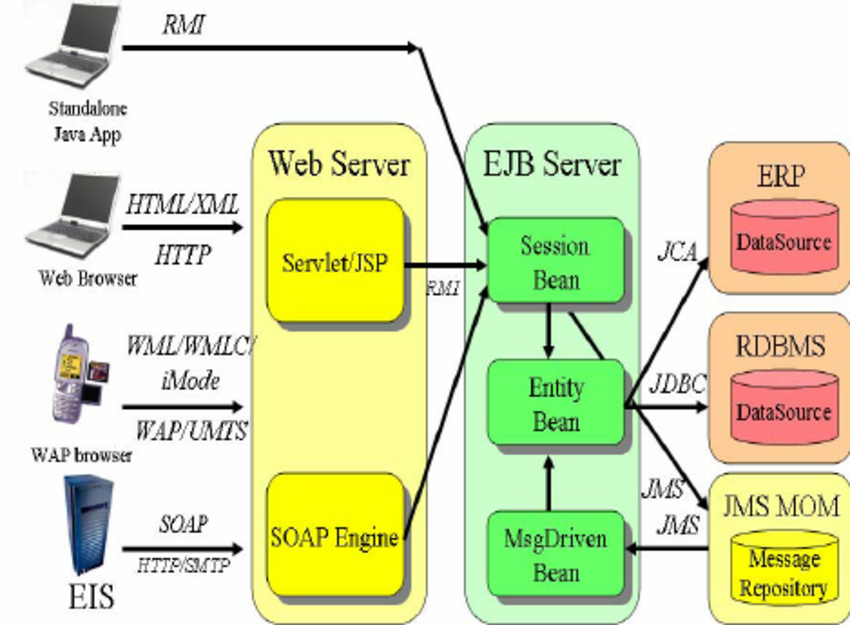 RMI
Standalone
Java App
Web Server
EJB Server
ERP
DataSource
HTML/XML
HTTP
Web Browser
Servlet/JSP
RMI
Session
Bean
JCA
WML/WMLC/
iMode
WAP/UMTS
WAP browser
Entity
Bean
JDBC
RDBMS
DataSource
SOAP
HTTP/SMTP
EIS
SOAP Engine
MsgDriven
Bean
JMS
JMS
JMS MOM
Message
Repository